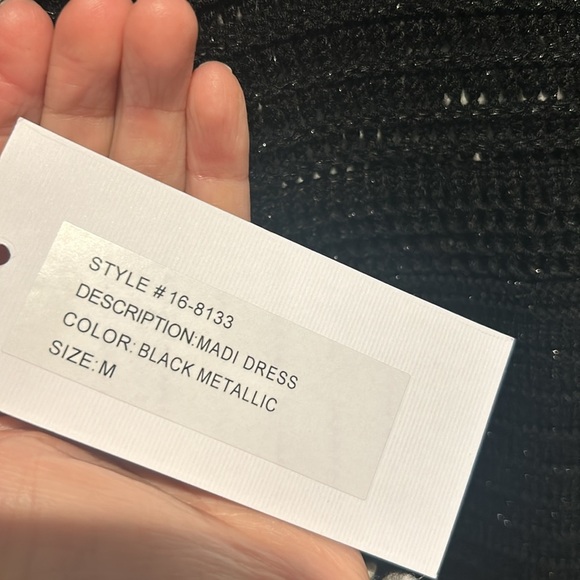 STYLE # 16-8133
DESCRIPTION:MADI DRESS
COLOR: BLACK METALLIC
SIZE: M